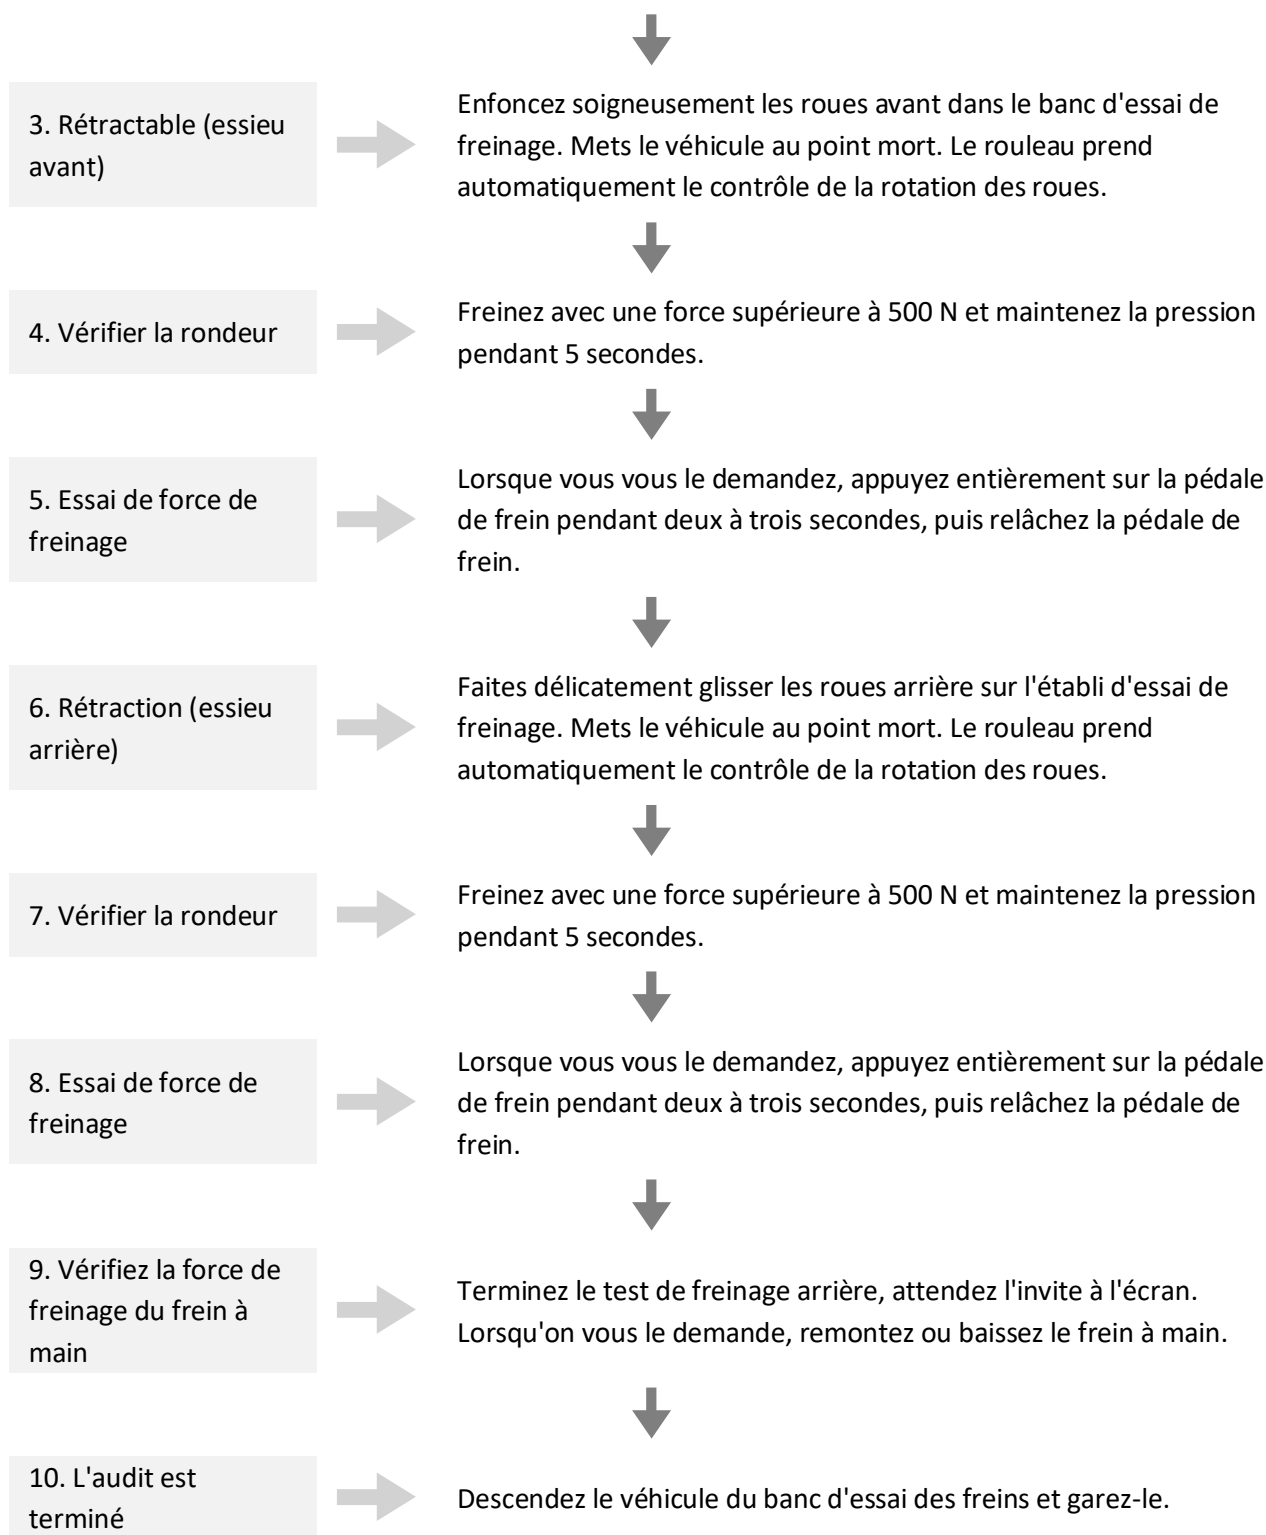 3. Rétractable (essieu
avant)
Enfoncez soigneusement les roues avant dans le banc d'essai de
freinage. Mets le véhicule au point mort. Le rouleau prend
automatiquement le contrôle de la rotation des roues.
4. Vérifier la rondeur
Freinez avec une force supérieure à 500 N et maintenez la pression
pendant 5 secondes.
5. Essai de force de
freinage
Lorsque vous vous le demandez, appuyez entièrement sur la pédale
de frein pendant deux à trois secondes, puis relâchez la pédale de
frein.
6. Rétraction (essieu
arrière)
Faites délicatement glisser les roues arrière sur l'établi d'essai de
freinage. Mets le véhicule au point mort. Le rouleau prend
automatiquement le contrôle de la rotation des roues.
7. Vérifier la rondeur
Freinez avec une force supérieure à 500 N et maintenez la pression
pendant 5 secondes.
8. Essai de force de
freinage
Lorsque vous vous le demandez, appuyez entièrement sur la pédale
de frein pendant deux à trois secondes, puis relâchez la pédale de
frein.
9. Vérifiez la force de
freinage du frein à
main
Terminez le test de freinage arrière, attendez l'invite à l'écran.
Lorsqu'on vous le demande, remontez ou baissez le frein à main.
10. L'audit est
terminé
Descendez le véhicule du banc d'essai des freins et garez-le.